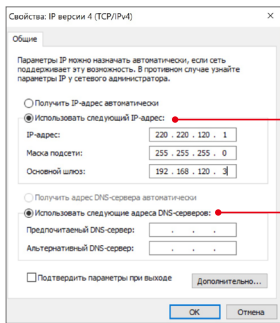 Свойства: IP версии 4 (TCP/IPv4)
Общие
Параметры IP можно назначать автоматически, если сеть
поддерживает эту возможность. В противном случае узнайте
параметры IP у сетевого администратора.
Получить IP-адрес автоматически
Использовать следующий IP-адрес:
IP-адрес: 220 . 220 . 120 . 1
Маска подсети: 255 . 255 . 255 . 0
Основной шлюз: 192 . 168 . 120 . 3
Получить адрес DNS-сервера автоматически
Использовать следующие адреса DNS-серверов:
Предпочитаемый DNS-сервер: . . .
Альтернативный DNS-сервер: . . .
Подтвердить параметры при выходе
Дополнительно...
ОК Отмена